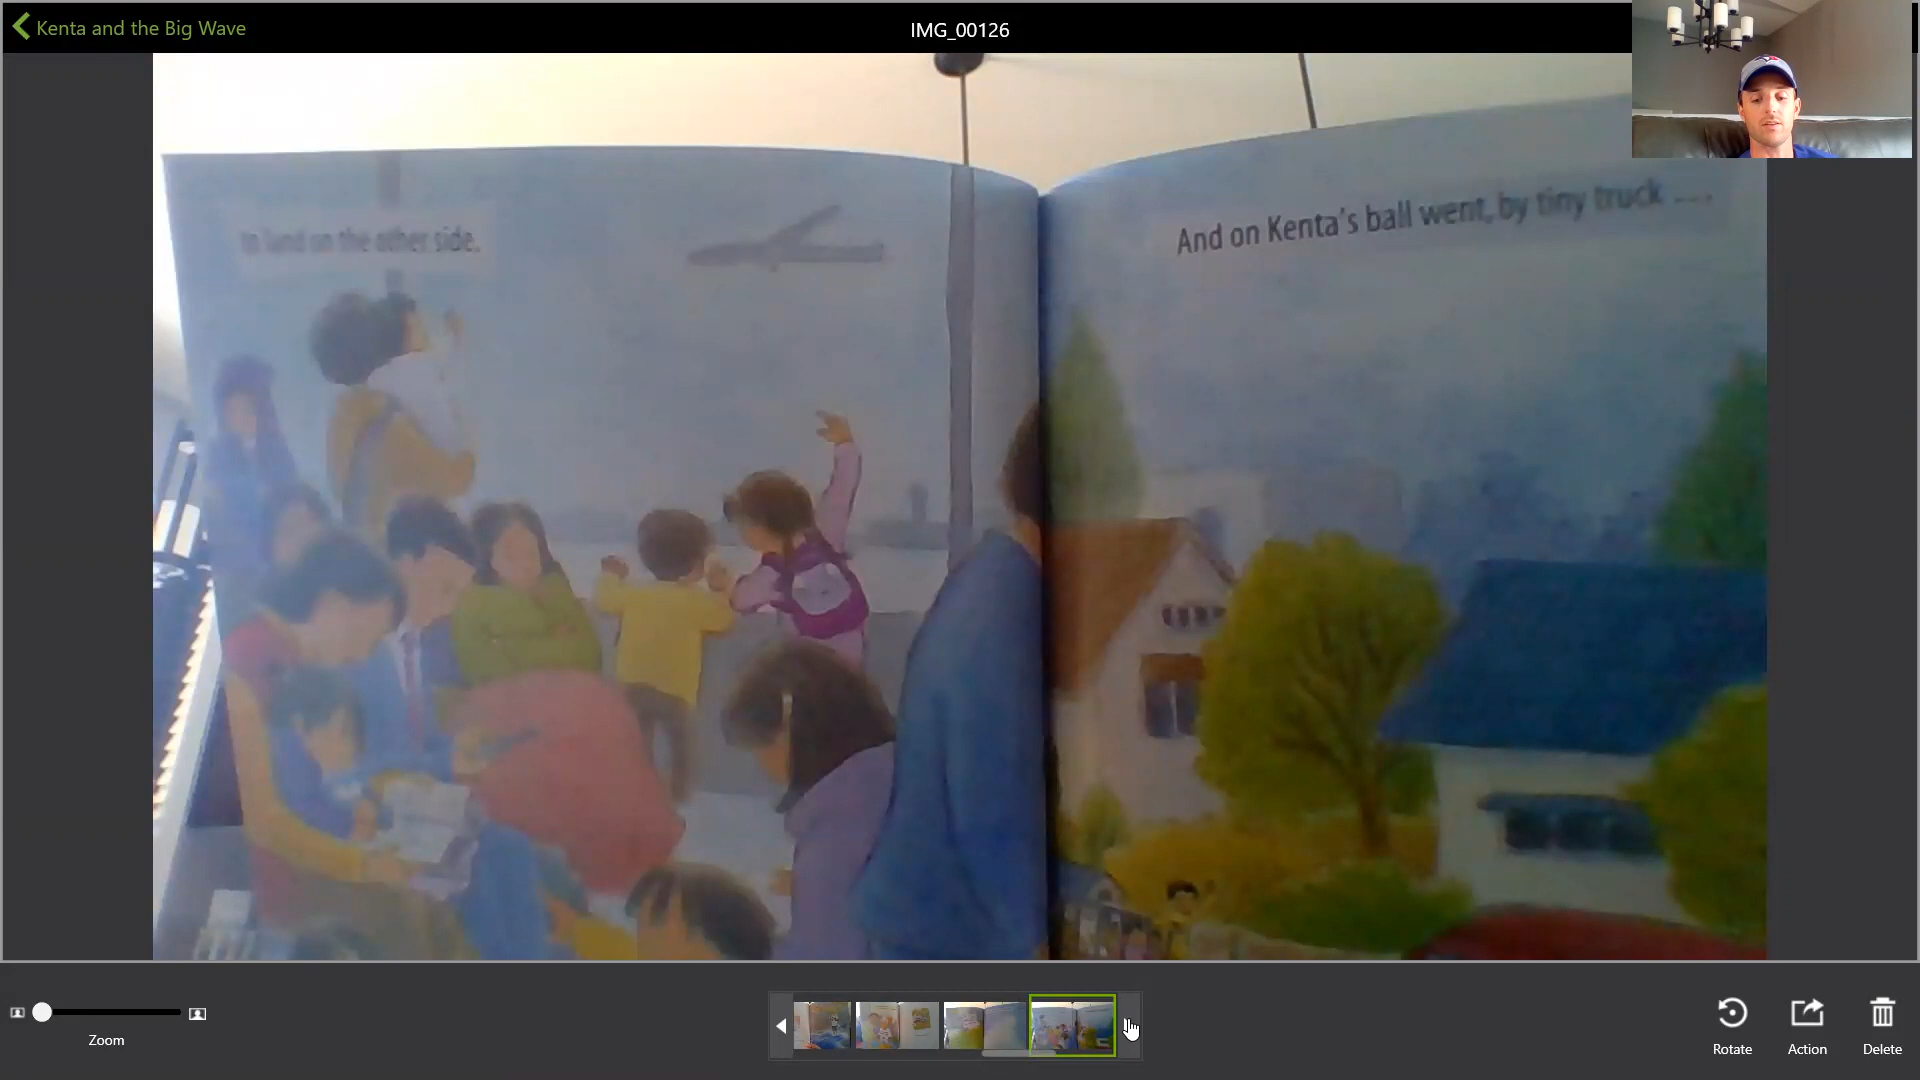 Kenta and the Big Wave
IMG_00126
to land on the other side.
And on Kenta's ball went, by tiny truck ....
Zoom
Rotate
Action
Delete